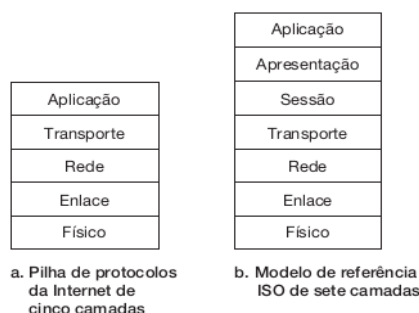 Aplicação
Transporte
Rede
Enlace
Físico
a. Pilha de protocolos
da Internet de
cinco camadas
Aplicação
Apresentação
Sessão
Transporte
Rede
Enlace
Físico
b. Modelo de referência
ISO de sete camadas